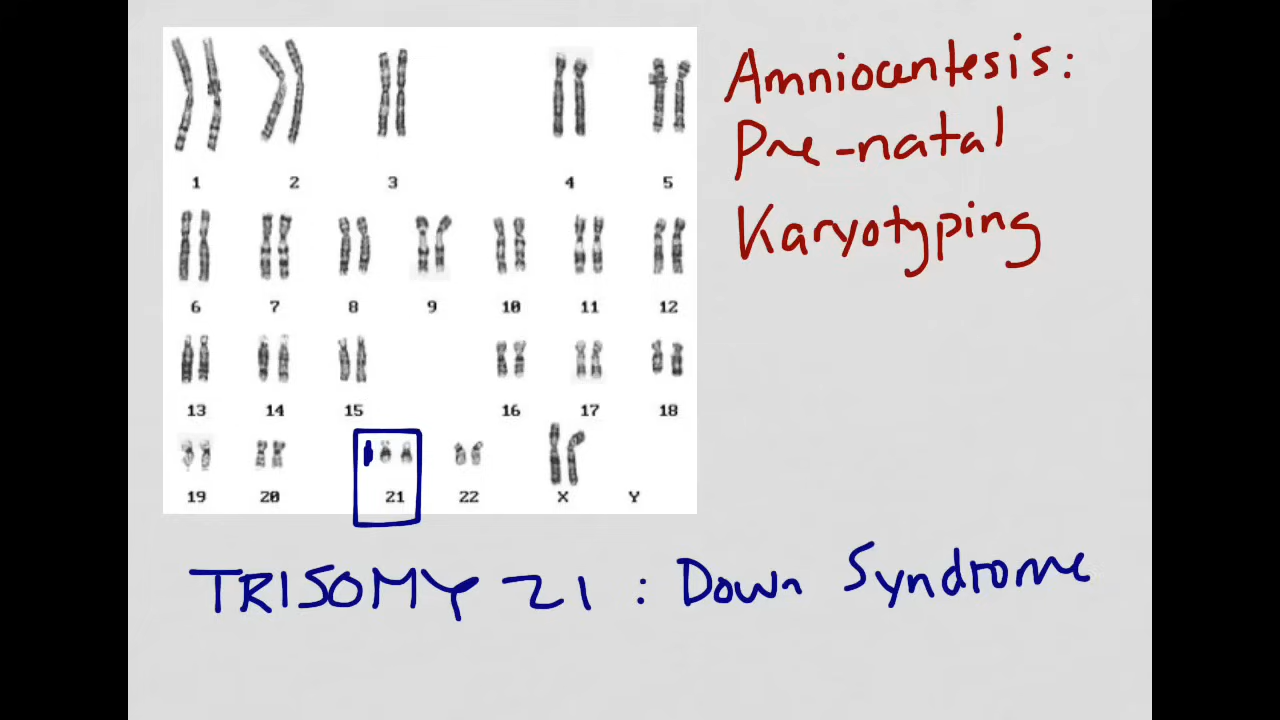 Amniocentesis:
Pre-natal
Karyotyping
1 2 3 4 5
6 7 8 9 10 11 12
13 14 15 16 17 18
19 20 21 22 X Y
TRISOMY 21 : Down Syndrome